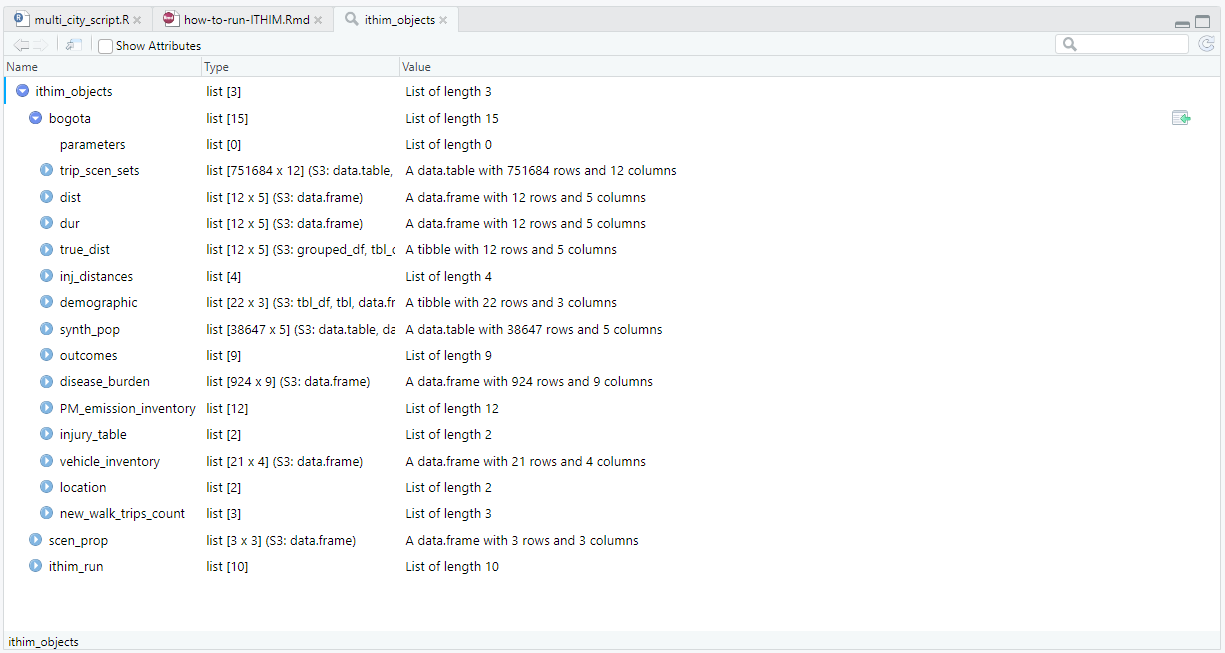 multi_city_script.R × how-to-run-ITHIM.Rmd × ithim_objects ×
Show Attributes
Name Type Value
ithim_objects list [3] List of length 3
bogota list [15] List of length 15
parameters list [0] List of length 0
trip_scen_sets list [751684 x 12] (S3: data.table, A data.table with 751684 rows and 12 columns
dist list [12 x 5] (S3: data.frame) A data.frame with 12 rows and 5 columns
dur list [12 x 5] (S3: data.frame) A data.frame with 12 rows and 5 columns
true_dist list [12 x 5] (S3: grouped_df, tbl_c A tibble with 12 rows and 5 columns
inj_distances list [4] List of length 4
demographic list [22 x 3] (S3: tbl_df, tbl, data.fr A tibble with 22 rows and 3 columns
synth_pop list [38647 x 5] (S3: data.table, da A data.table with 38647 rows and 5 columns
outcomes list [9] List of length 9
disease_burden list [924 x 9] (S3: data.frame) A data.frame with 924 rows and 9 columns
PM_emission_inventory list [12] List of length 12
injury_table list [2] List of length 2
vehicle_inventory list [21 x 4] (S3: data.frame) A data.frame with 21 rows and 4 columns
location list [2] List of length 2
new_walk_trips_count list [3] List of length 3
scen_prop list [3 x 3] (S3: data.frame) A data.frame with 3 rows and 3 columns
ithim_run list [10] List of length 10
ithim_objects